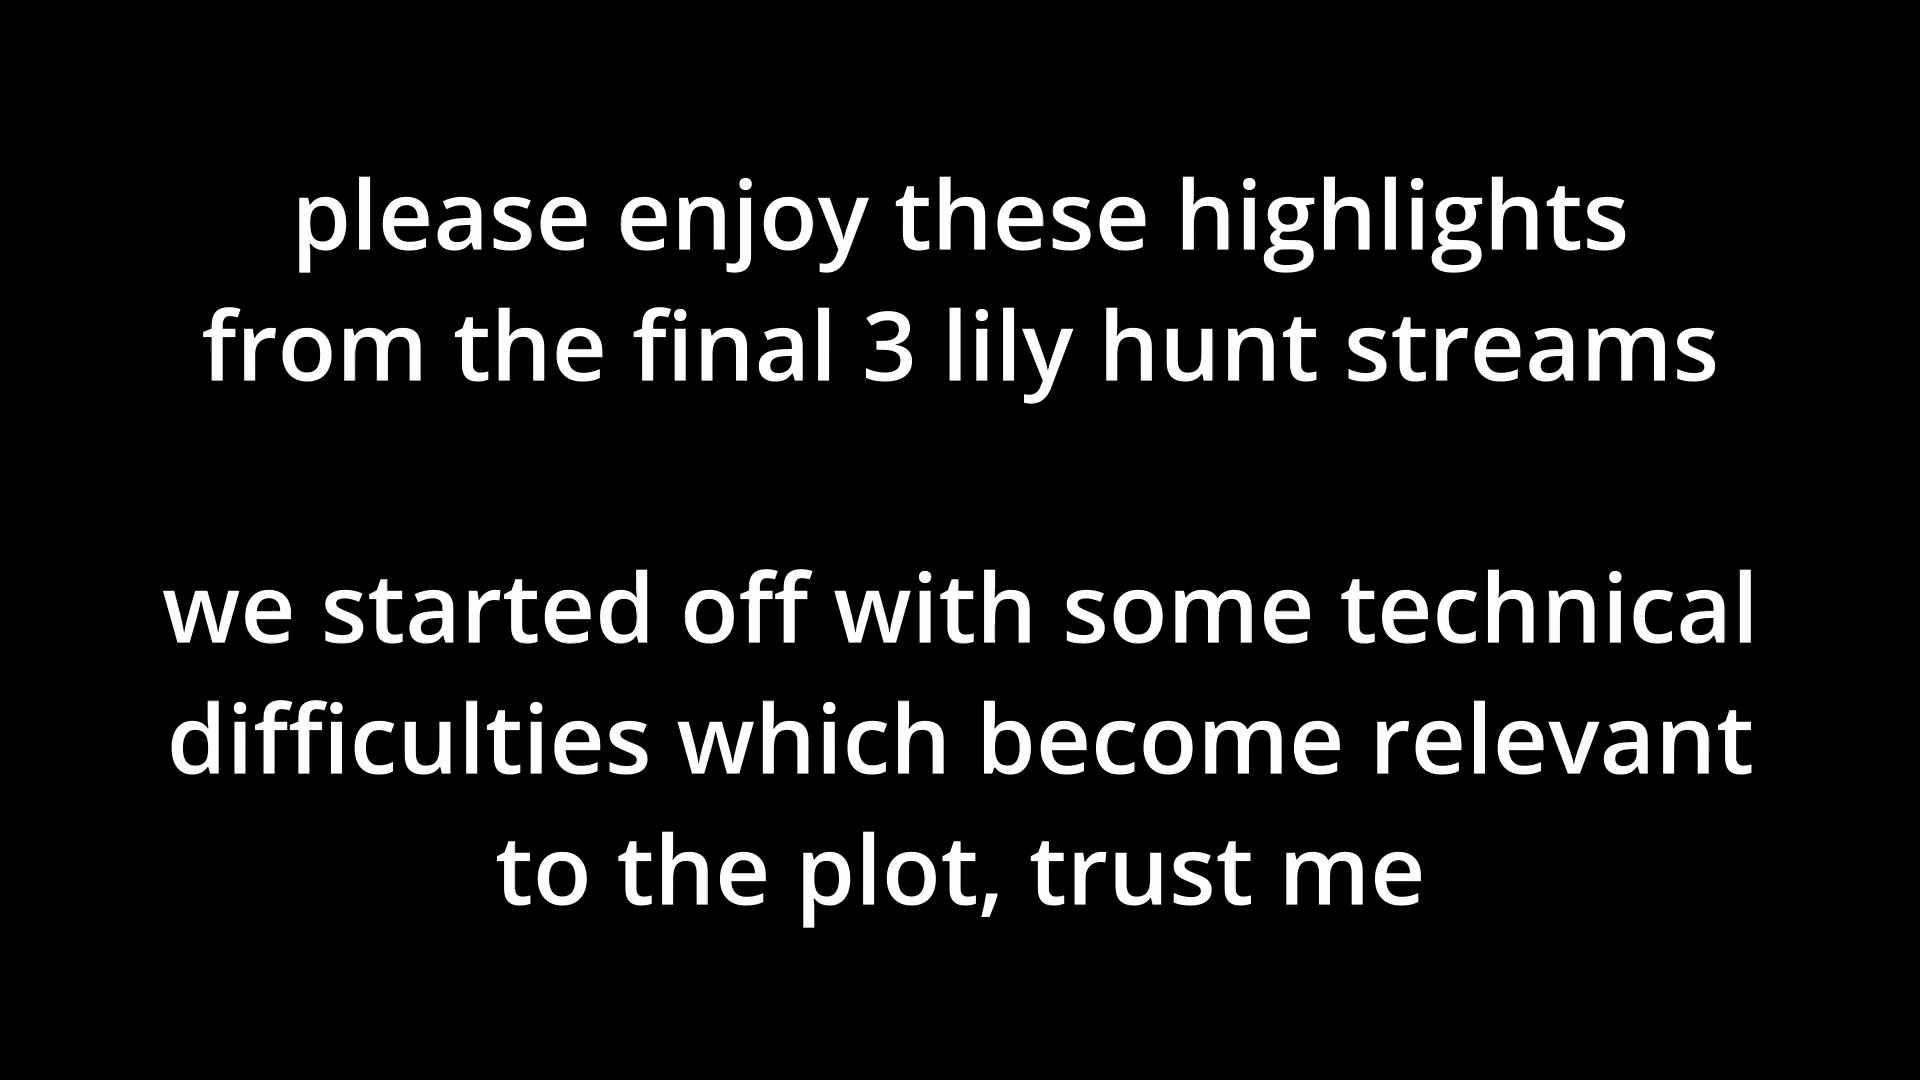 please enjoy these highlights
from the final 3 lily hunt streams
we started off with some technical
difficulties which become relevant
to the plot, trust me